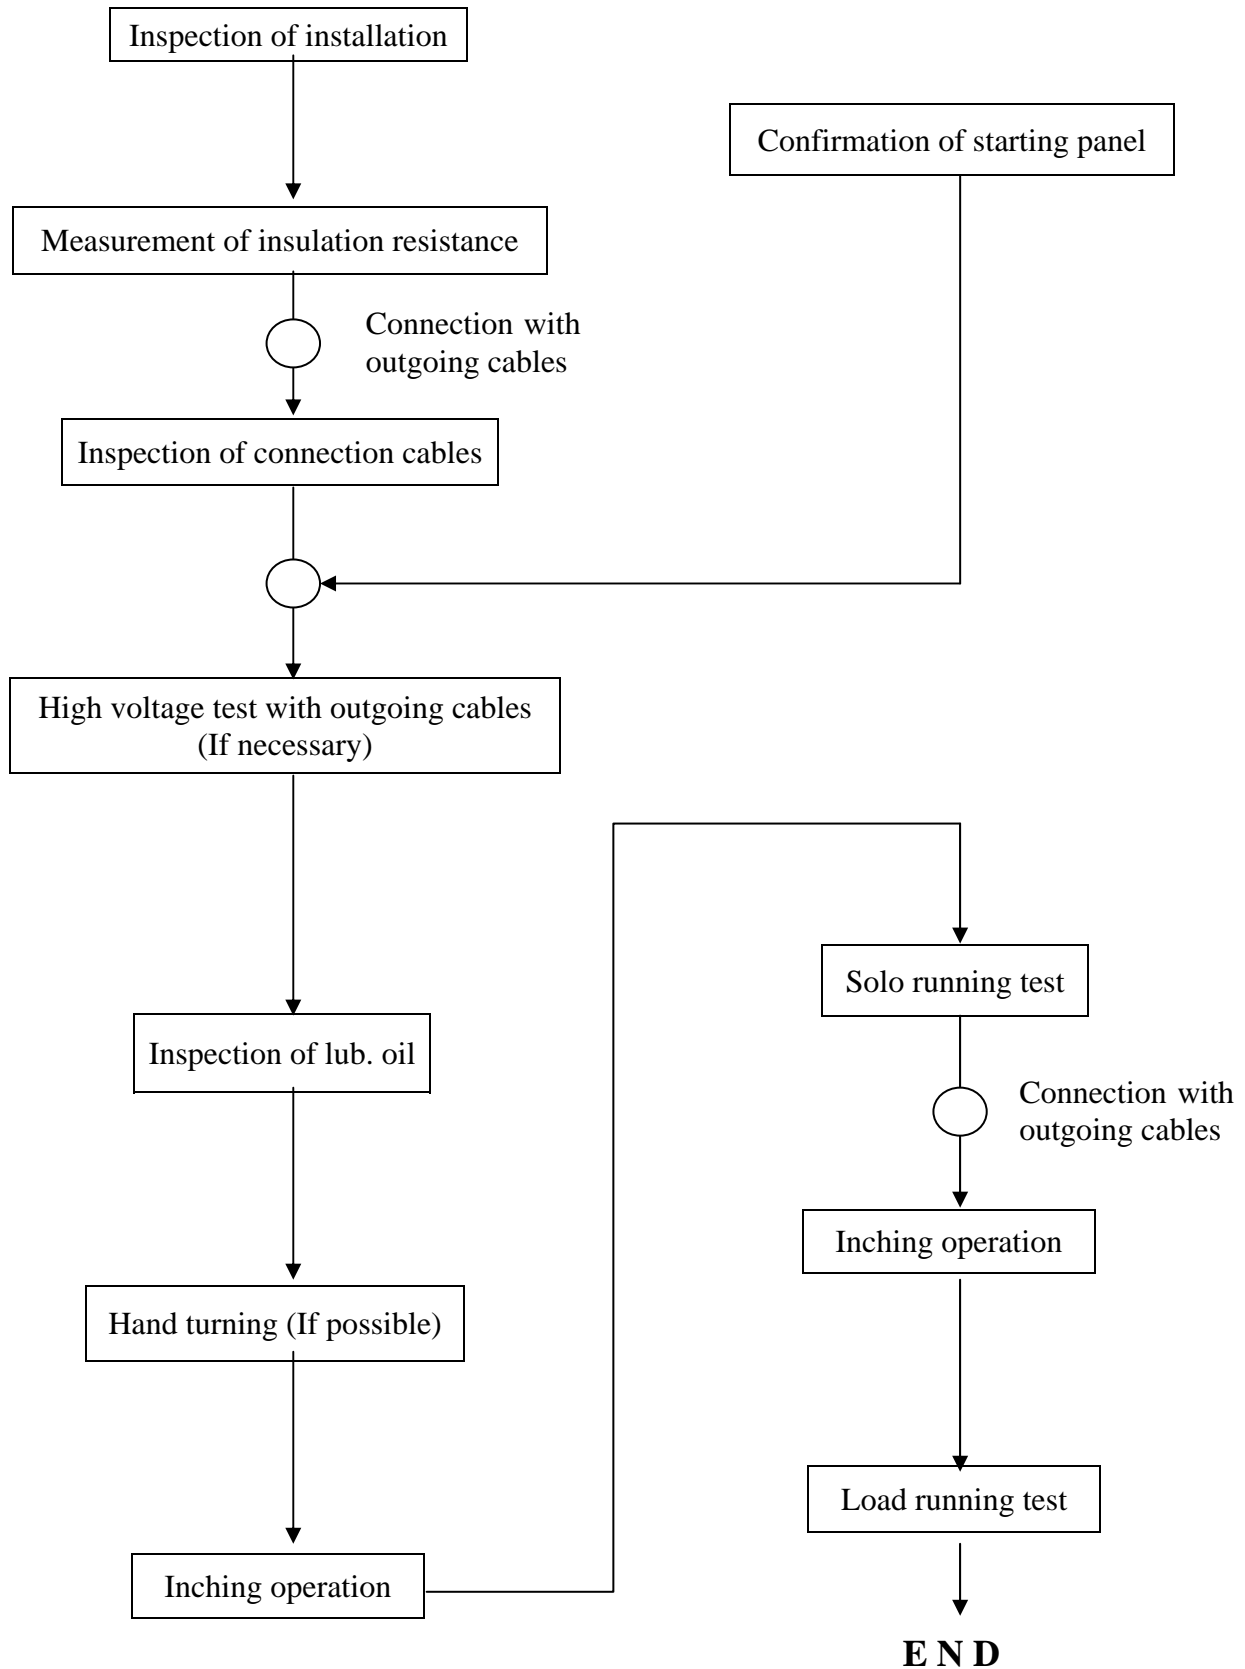 Inspection of installation
Confirmation of starting panel
Measurement of insulation resistance
Connection with
outgoing cables
Inspection of connection cables
High voltage test with outgoing cables
(If necessary)
Inspection of lub. oil
Hand turning (If possible)
Inching operation
Solo running test
Connection with
outgoing cables
Inching operation
Load running test
E N D